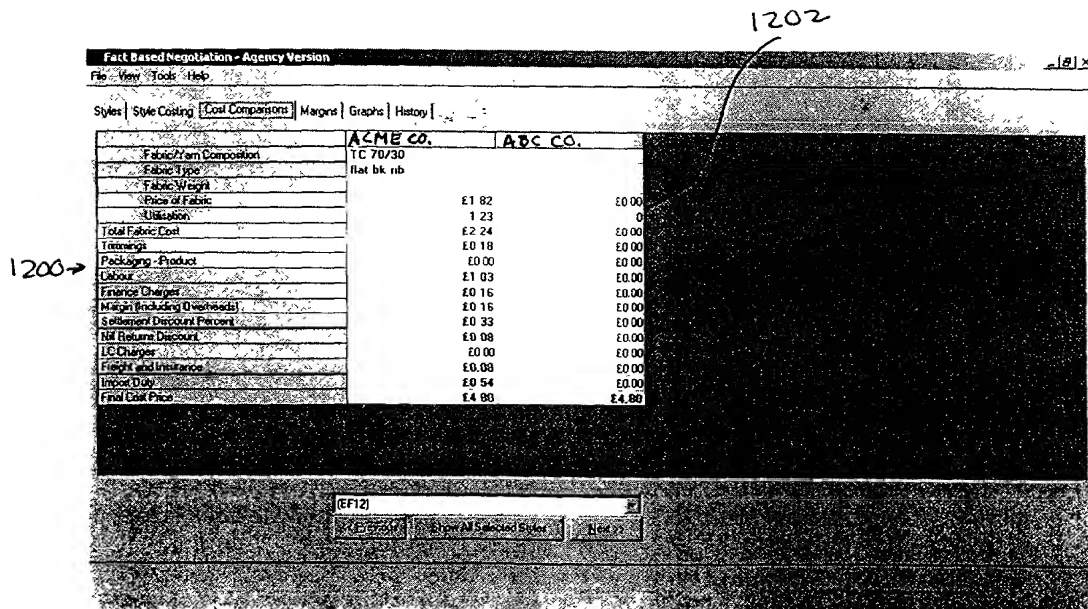 1202
Fact Based Negotiation - Agency Version
File View Tools Help
Styles Style Costing Cost Comparisons Margins Graphs History
ACME CO. ABC CO.
Fabric/Yarn Composition TC 70/30
Fabric Type flat bk rib
Fabric Weight
Price of Fabric £1 82 £0 00
Utilisation 1 23 0
Total Fabric Cost £2 24 £0 00
Trimmings £0 18 £0 00
Packaging - Product £0 00 £0 00
1200
Labour £1 03 £0.00
Finance Charges £0 16 £0.00
Margin (Including Overheads) £0 16 £0 00
Settlement Discount Percent £0 33 £0 00
Nil Returns Discount £0 08 £0 00
LC Charges £0 00 £0 00
Freight and Insurance £0.08 £0 00
Import Duty £0 54 £0.00
Final Cost Price £4 88 £4.88
(EF12)
Show All Selected Styles Next >>